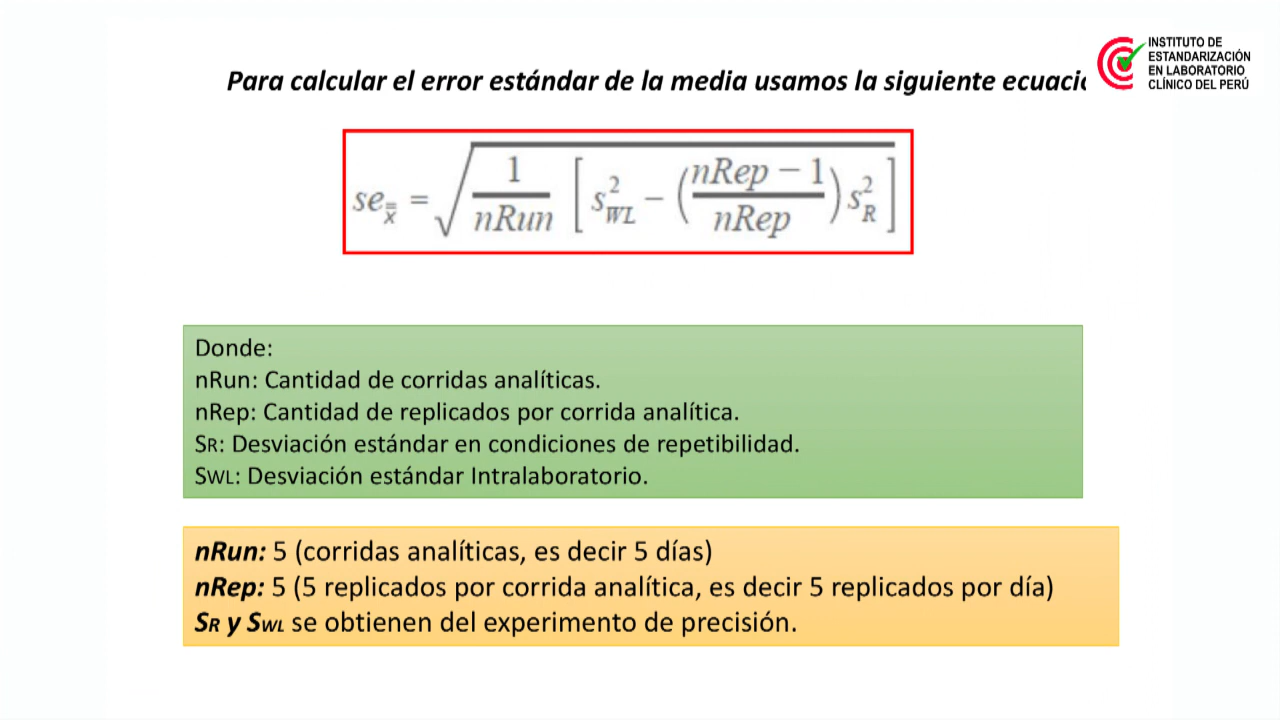 INSTITUTO DE
ESTANDARIZACIÓN
EN LABORATORIO
CLÍNICO DEL PERÚ
Para calcular el error estándar de la media usamos la siguiente
se_x̿ = √(1/nRun [s²_WL − ((nRep − 1)/nRep) s²_R])
Donde:
nRun: Cantidad de corridas analíticas.
nRep: Cantidad de replicados por corrida analítica.
SR: Desviación estándar en condiciones de repetibilidad.
SWL: Desviación estándar Intralaboratorio.
nRun: 5 (corridas analíticas, es decir 5 días)
nRep: 5 (5 replicados por corrida analítica, es decir 5 replicados por día)
SR y SWL se obtienen del experimento de precisión.